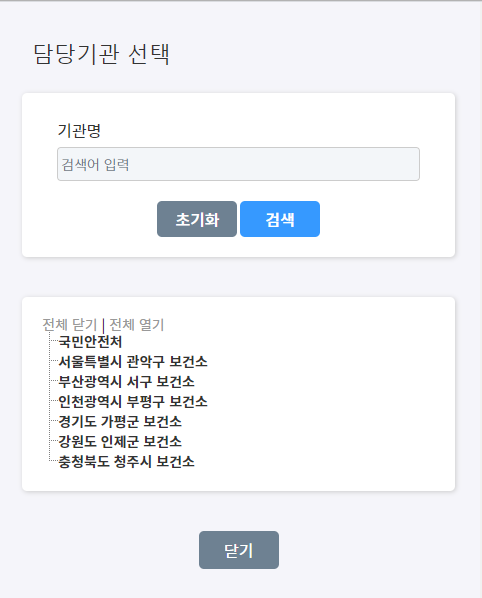 담당기관 선택
기관명
검색어 입력
초기화 검색
전체 닫기 | 전체 열기
국민안전처
서울특별시 관악구 보건소
부산광역시 서구 보건소
인천광역시 부평구 보건소
경기도 가평군 보건소
강원도 인제군 보건소
충청북도 청주시 보건소
닫기